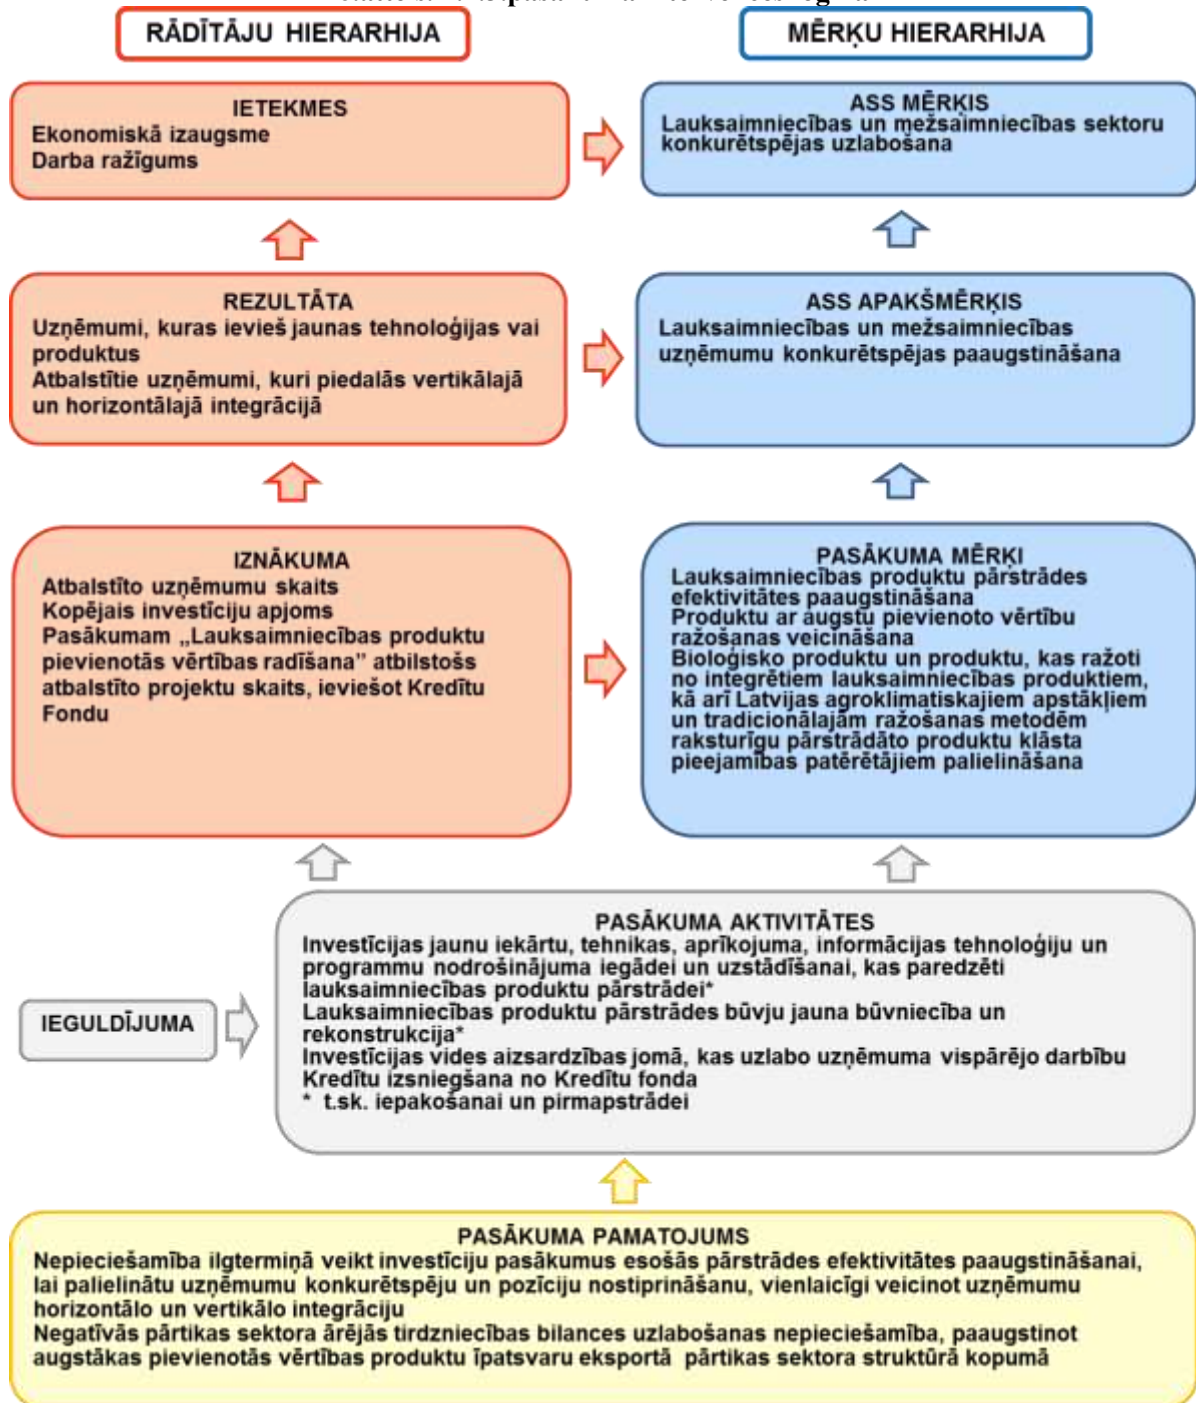 RĀDĪTĀJU HIERARHIJA
MĒRĶU HIERARHIJA
IETEKMES
Ekonomiskā izaugsme
Darba ražīgums
ASS MĒRĶIS
Lauksaimniecības un mežsaimniecības sektoru
konkurētspējas uzlabošana
REZULTĀTA
Uzņēmumi, kuras ievieš jaunas tehnoloģijas vai
produktus
Atbalstītie uzņēmumi, kuri piedalās vertikālajā
un horizontālajā integrācijā
ASS APAKŠMĒRĶIS
Lauksaimniecības un mežsaimniecības
uzņēmumu konkurētspējas paaugstināšana
IZNĀKUMA
Atbalstīto uzņēmumu skaits
Kopējais investīciju apjoms
Pasākumam „Lauksaimniecības produktu
pievienotās vērtības radīšana” atbilstošs
atbalstīto projektu skaits, ieviešot Kredītu
Fondu
PASĀKUMA MĒRĶI
Lauksaimniecības produktu pārstrādes
efektivitātes paaugstināšana
Produktu ar augstu pievienoto vērtību
ražošanas veicināšana
Bioloģisko produktu un produktu, kas ražoti
no integrētiem lauksaimniecības produktiem,
kā arī Latvijas agroklimatiskajiem apstākļiem
un tradicionālajām ražošanas metodēm
raksturīgu pārstrādāto produktu klāsta
pieejamības patērētājiem palielināšana
IEGULDĪJUMA
PASĀKUMA AKTIVITĀTES
Investīcijas jaunu iekārtu, tehnikas, aprīkojuma, informācijas tehnoloģiju un
programmu nodrošinājuma iegādei un uzstādīšanai, kas paredzēti
lauksaimniecības produktu pārstrādei*
Lauksaimniecības produktu pārstrādes būvju jauna būvniecība un
rekonstrukcija*
Investīcijas vides aizsardzības jomā, kas uzlabo uzņēmuma vispārējo darbību
Kredītu izsniegšana no Kredītu fonda
* t.sk. iepakošanai un pirmapstrādei
PASĀKUMA PAMATOJUMS
Nepieciešamība ilgtermiņā veikt investīciju pasākumus esošās pārstrādes efektivitātes paaugstināšanai,
lai palielinātu uzņēmumu konkurētspēju un pozīciju nostiprināšanu, vienlaicīgi veicinot uzņēmumu
horizontālo un vertikālo integrāciju
Negatīvās pārtikas sektora ārējās tirdzniecības bilances uzlabošanas nepieciešamība, paaugstinot
augstākas pievienotās vērtības produktu īpatsvaru eksportā pārtikas sektora struktūrā kopumā